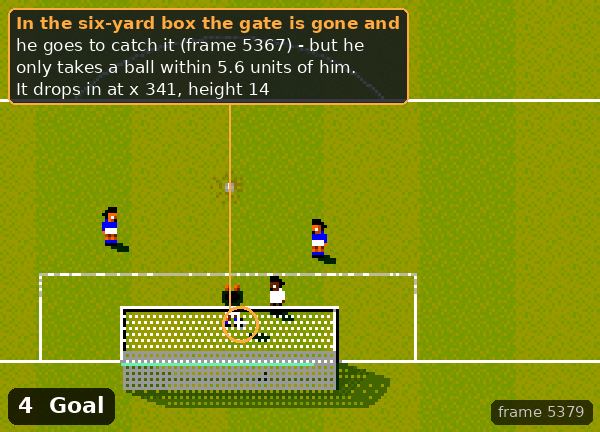 In the six-yard box the gate is gone and
he goes to catch it (frame 5367) - but he
only takes a ball within 5.6 units of him.
It drops in at x 341, height 14
4 Goal
frame 5379